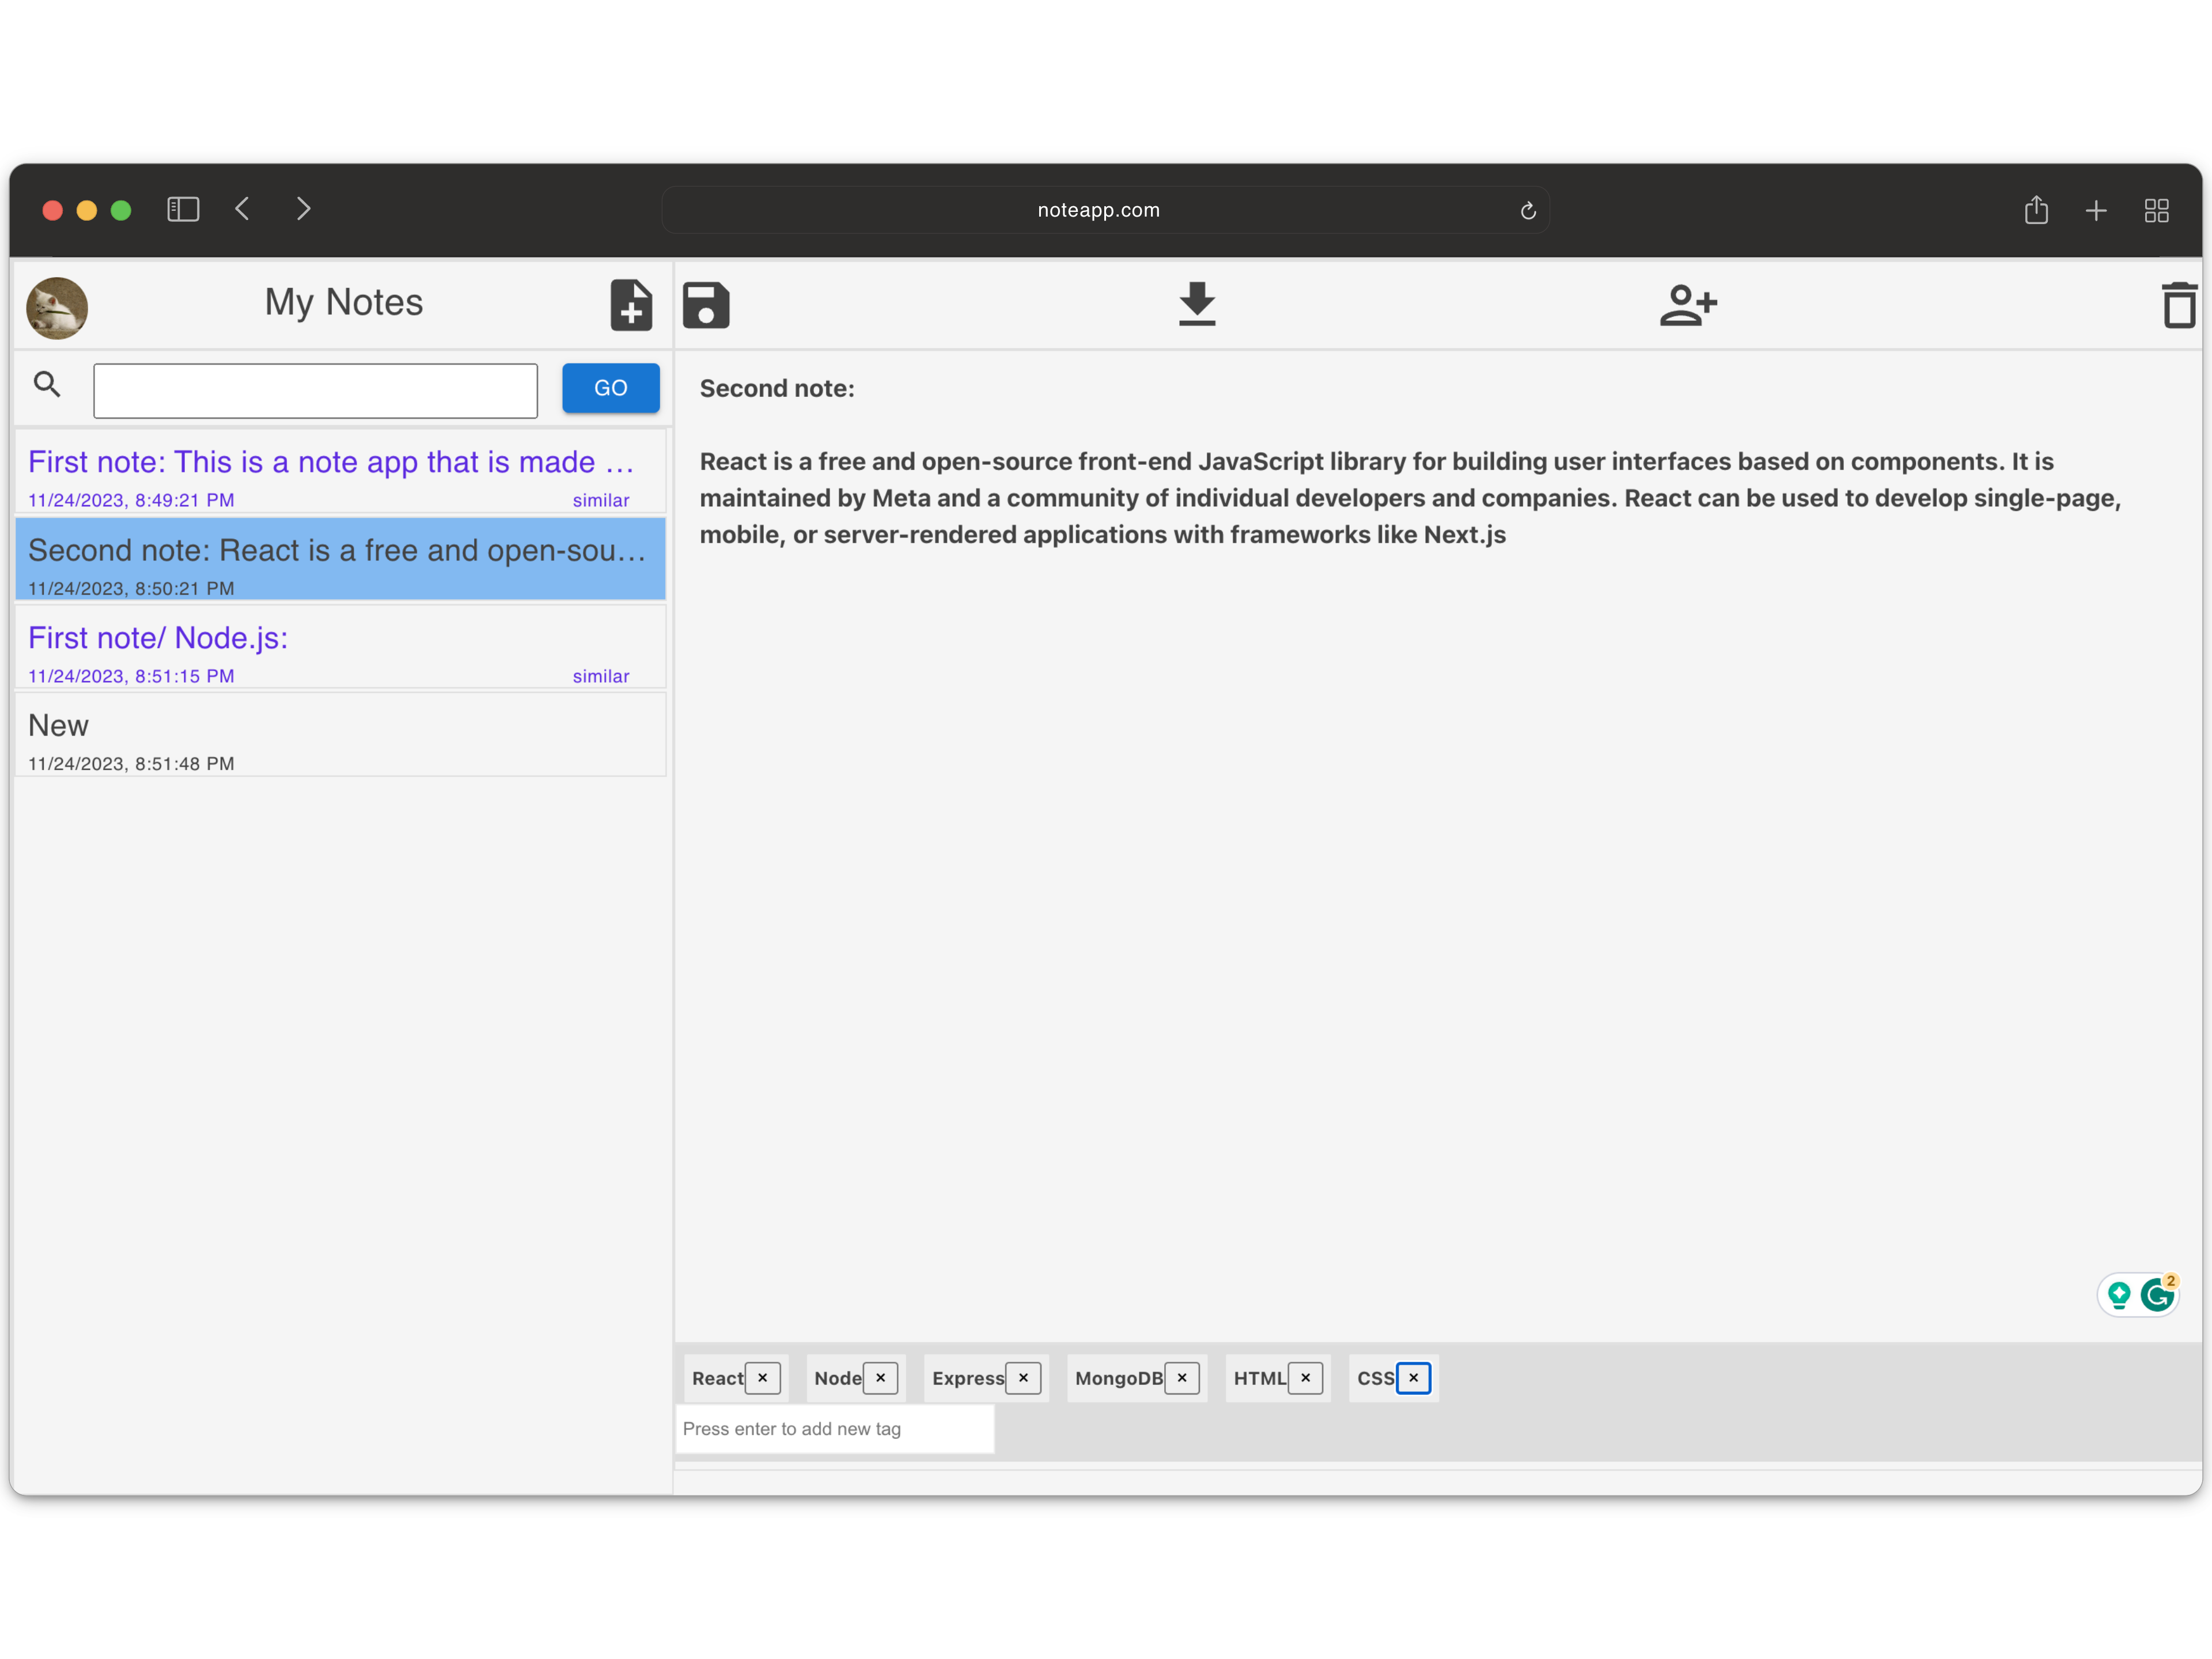 noteapp.com
My Notes
GO
First note: This is a note app that is made …
11/24/2023, 8:49:21 PM similar
Second note: React is a free and open-sou…
11/24/2023, 8:50:21 PM
First note/ Node.js:
11/24/2023, 8:51:15 PM similar
New
11/24/2023, 8:51:48 PM
Second note:
React is a free and open-source front-end JavaScript library for building user interfaces based on components. It is
maintained by Meta and a community of individual developers and companies. React can be used to develop single-page,
mobile, or server-rendered applications with frameworks like Next.js
2
React × Node × Express × MongoDB × HTML × CSS ×
Press enter to add new tag